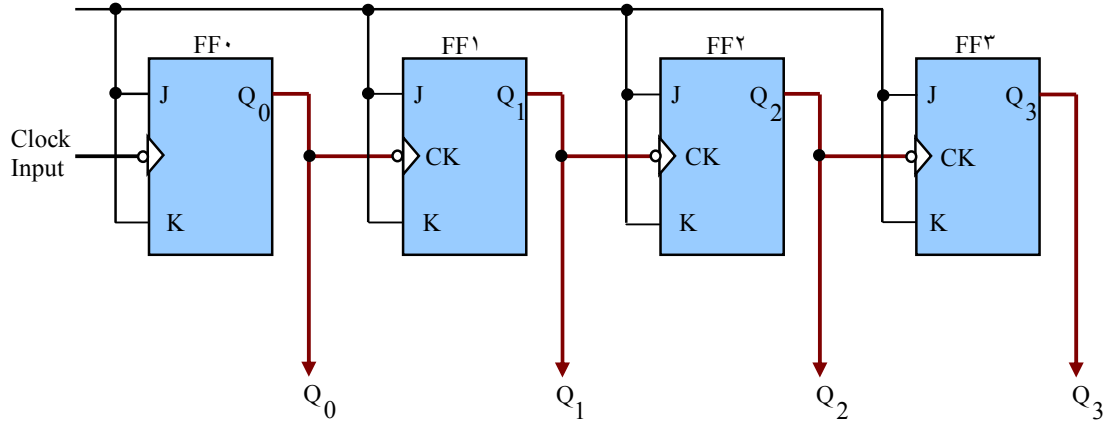 FF۰
FF۱
FF۲
FF۳
J
Q0
J
Q1
J
Q2
J
Q3
Clock
Input
CK
CK
CK
K
K
K
K
Q0
Q1
Q2
Q3